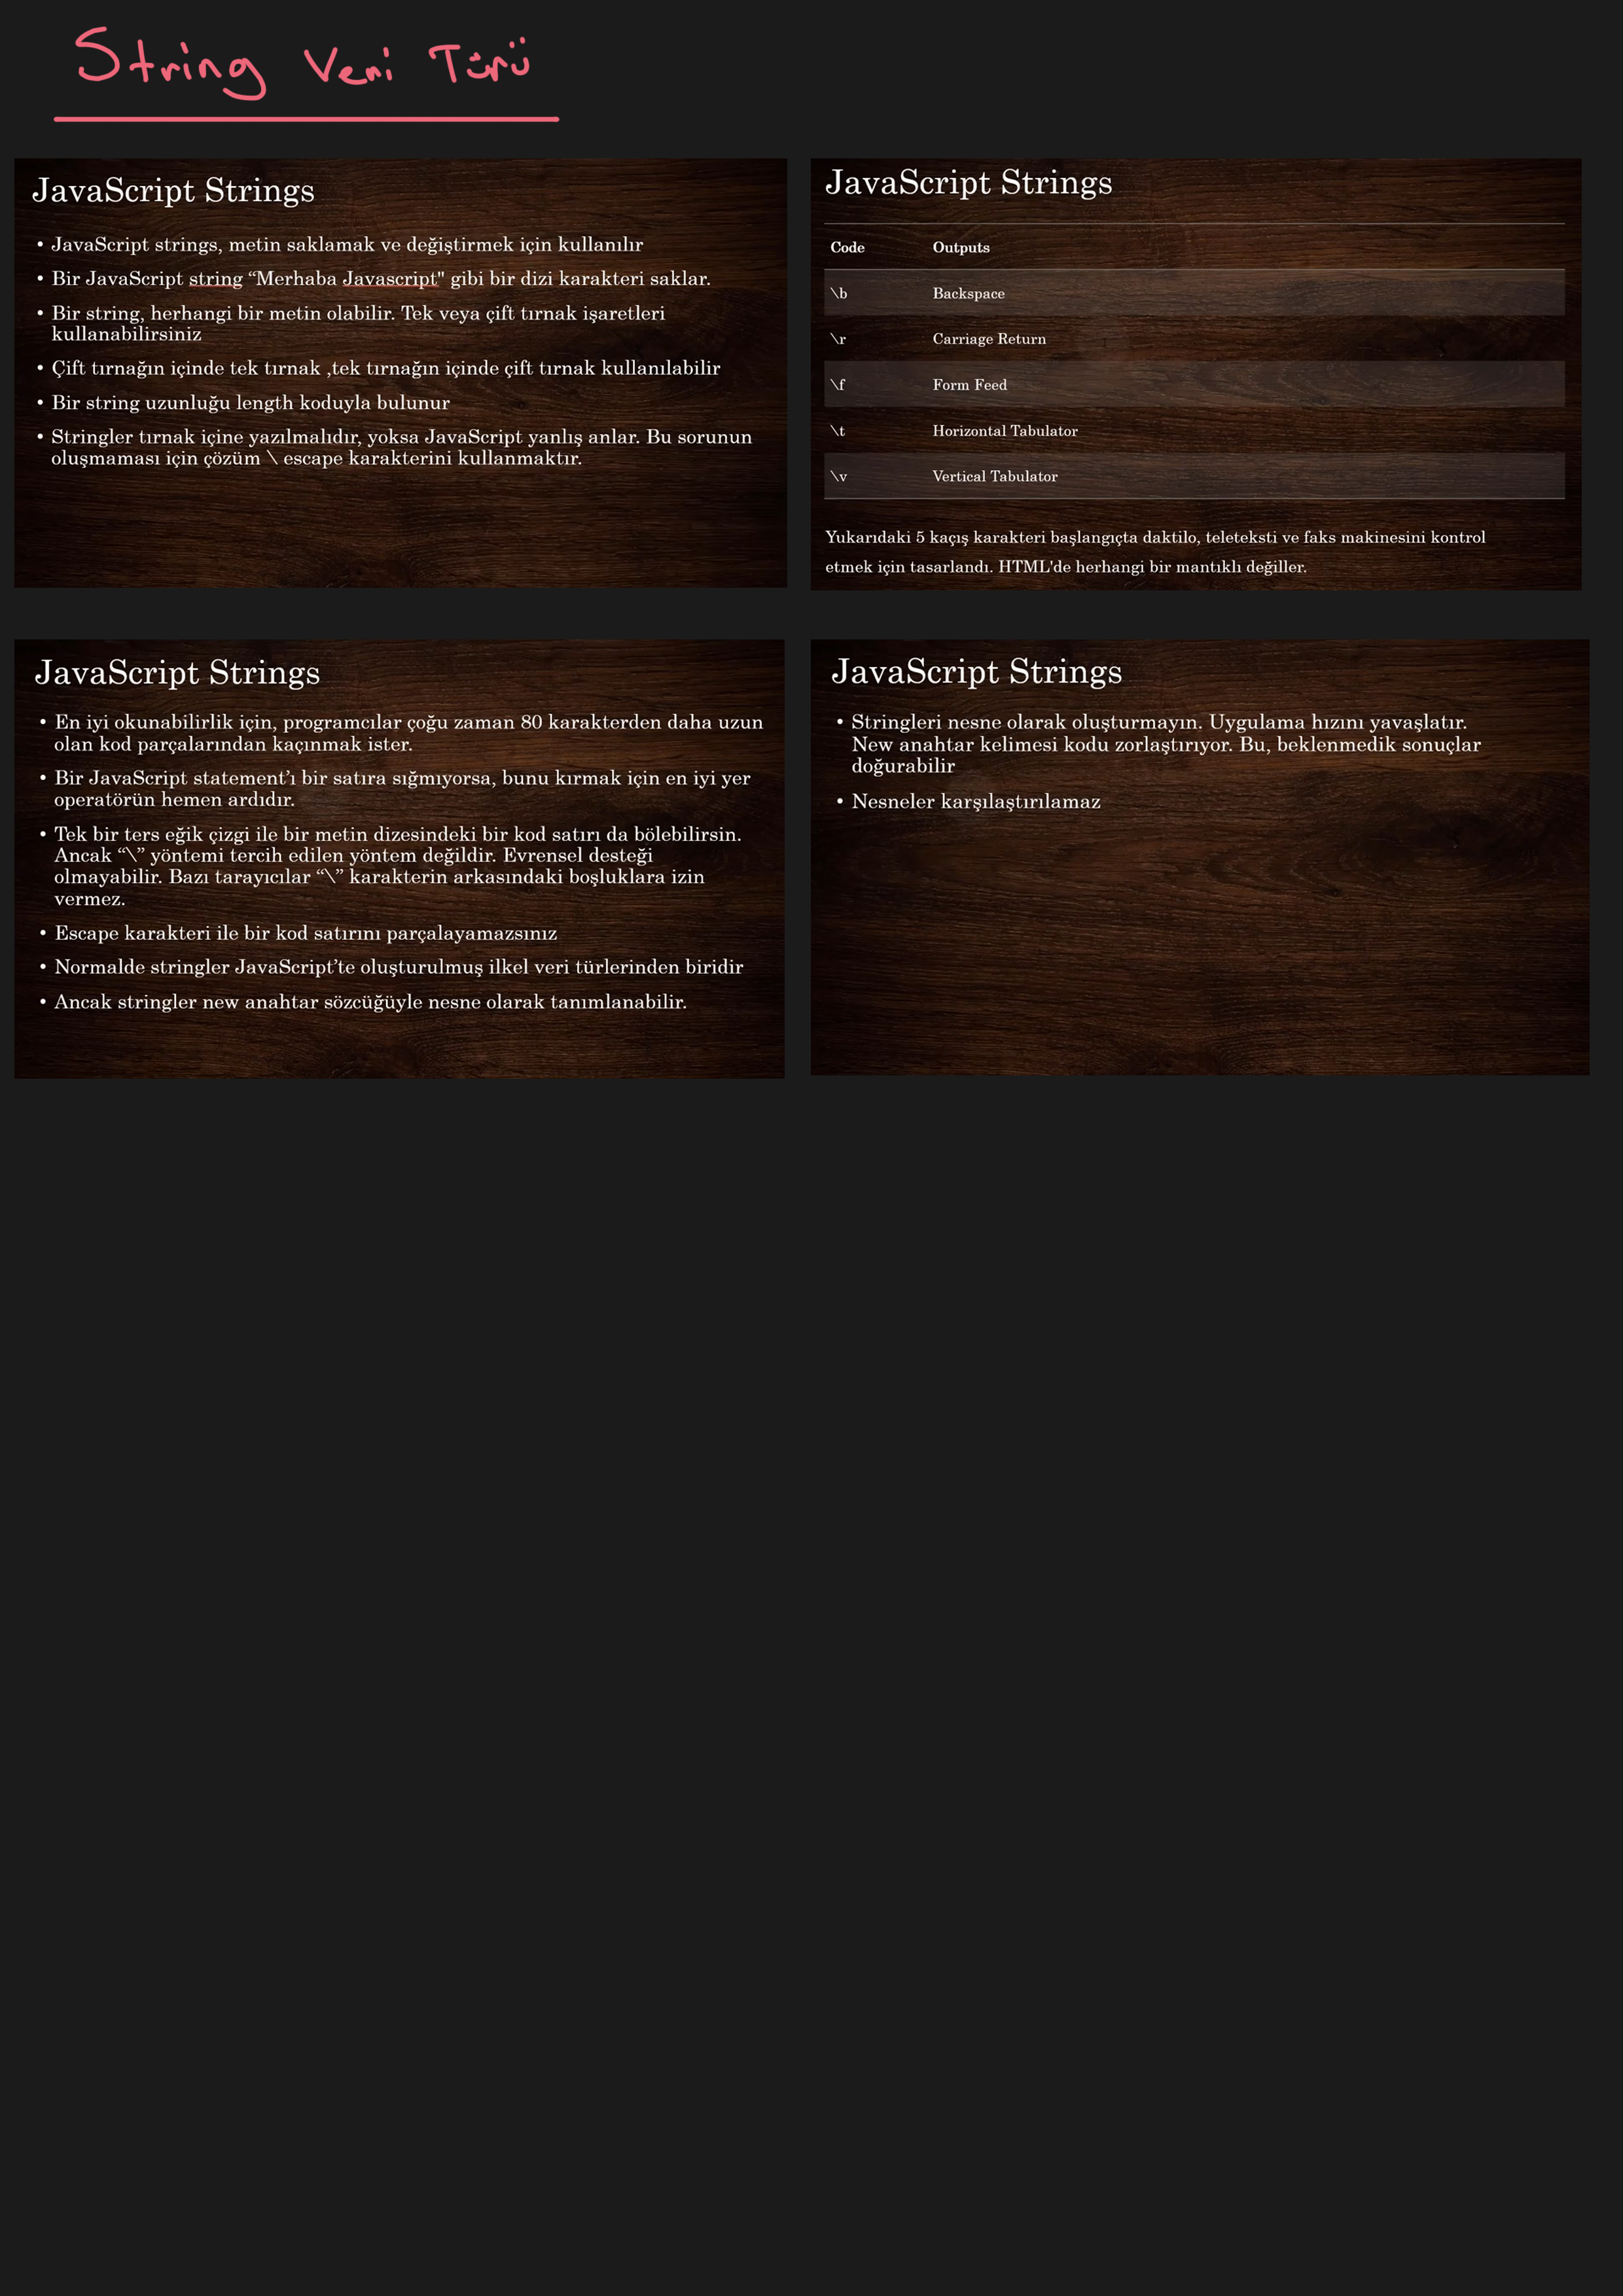 String Veri Türü
JavaScript Strings
• JavaScript strings, metin saklamak ve değiştirmek için kullanılır
• Bir JavaScript string “Merhaba Javascript" gibi bir dizi karakteri saklar.
• Bir string, herhangi bir metin olabilir. Tek veya çift tırnak işaretleri
kullanabilirsiniz
• Çift tırnağın içinde tek tırnak ,tek tırnağın içinde çift tırnak kullanılabilir
• Bir string uzunluğu length koduyla bulunur
• Stringler tırnak içine yazılmalıdır, yoksa JavaScript yanlış anlar. Bu sorunun
oluşmaması için çözüm \ escape karakterini kullanmaktır.
JavaScript Strings
Code Outputs
\b Backspace
\r Carriage Return
\f Form Feed
\t Horizontal Tabulator
\v Vertical Tabulator
Yukarıdaki 5 kaçış karakteri başlangıçta daktilo, teleteksti ve faks makinesini kontrol
etmek için tasarlandı. HTML'de herhangi bir mantıklı değiller.
JavaScript Strings
• En iyi okunabilirlik için, programcılar çoğu zaman 80 karakterden daha uzun
olan kod parçalarından kaçınmak ister.
• Bir JavaScript statement’ı bir satıra sığmıyorsa, bunu kırmak için en iyi yer
operatörün hemen ardıdır.
• Tek bir ters eğik çizgi ile bir metin dizesindeki bir kod satırı da bölebilirsin.
Ancak “\” yöntemi tercih edilen yöntem değildir. Evrensel desteği
olmayabilir. Bazı tarayıcılar “\” karakterin arkasındaki boşluklara izin
vermez.
• Escape karakteri ile bir kod satırını parçalayamazsınız
• Normalde stringler JavaScript’te oluşturulmuş ilkel veri türlerinden biridir
• Ancak stringler new anahtar sözcüğüyle nesne olarak tanımlanabilir.
JavaScript Strings
• Stringleri nesne olarak oluşturmayın. Uygulama hızını yavaşlatır.
New anahtar kelimesi kodu zorlaştırıyor. Bu, beklenmedik sonuçlar
doğurabilir
• Nesneler karşılaştırılamaz